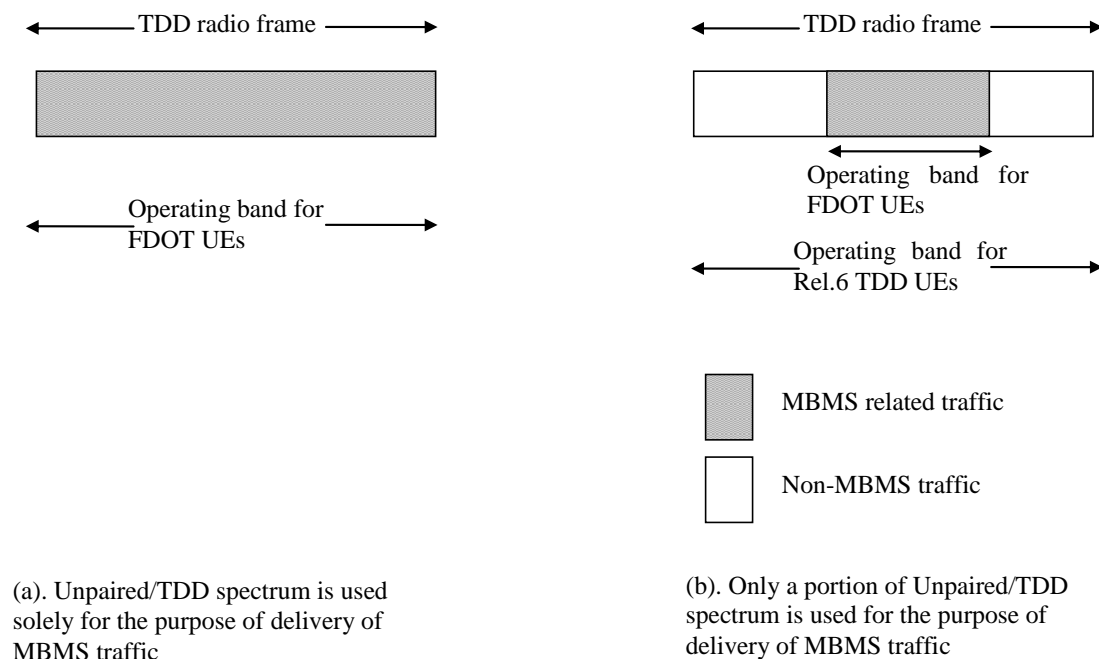 TDD radio frame
Operating band for
FDOT UEs
(a). Unpaired/TDD spectrum is used
solely for the purpose of delivery of
MBMS traffic
TDD radio frame
Operating band for
FDOT UEs
Operating band for
Rel.6 TDD UEs
MBMS related traffic
Non-MBMS traffic
(b). Only a portion of Unpaired/TDD
spectrum is used for the purpose of
delivery of MBMS traffic